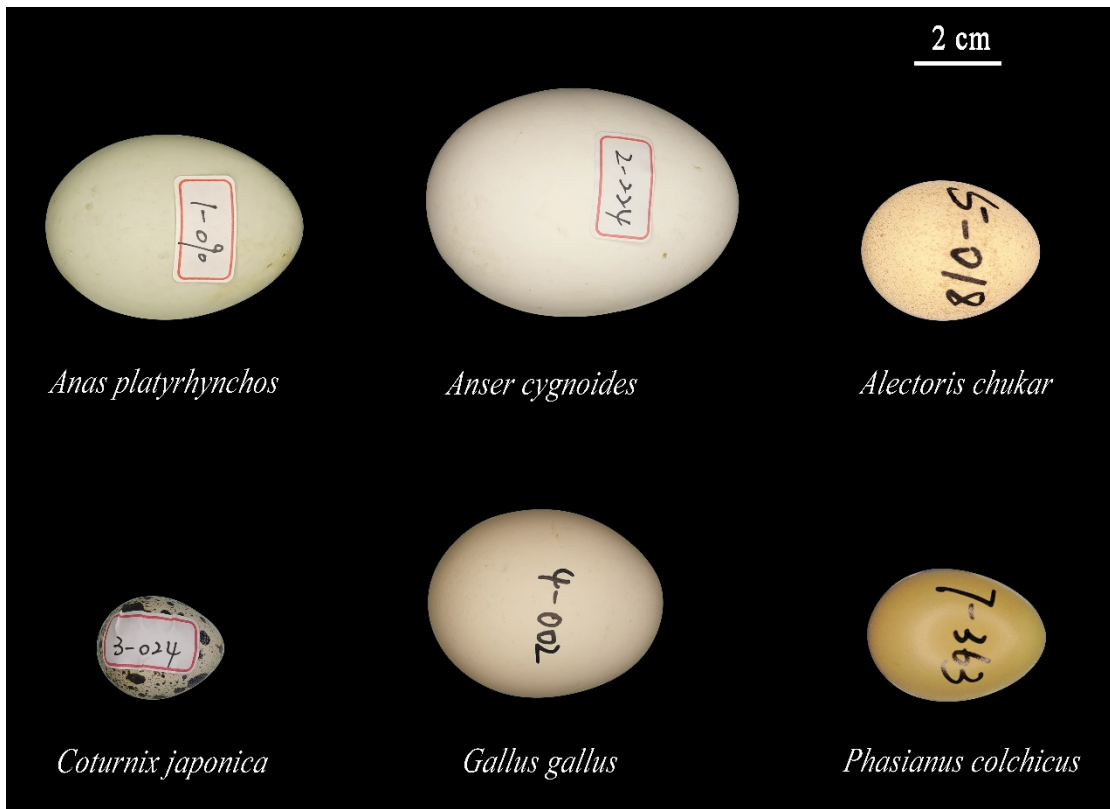 2 cm
1-090
2-224
5-018
Anas platyrhynchos
Anser cygnoides
Alectoris chukar
3-024
4-002
7-363
Coturnix japonica
Gallus gallus
Phasianus colchicus